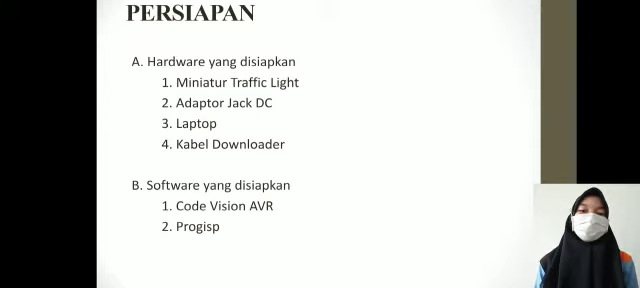 PERSIAPAN
A. Hardware yang disiapkan
1. Miniatur Traffic Light
2. Adaptor Jack DC
3. Laptop
4. Kabel Downloader
B. Software yang disiapkan
1. Code Vision AVR
2. Progisp